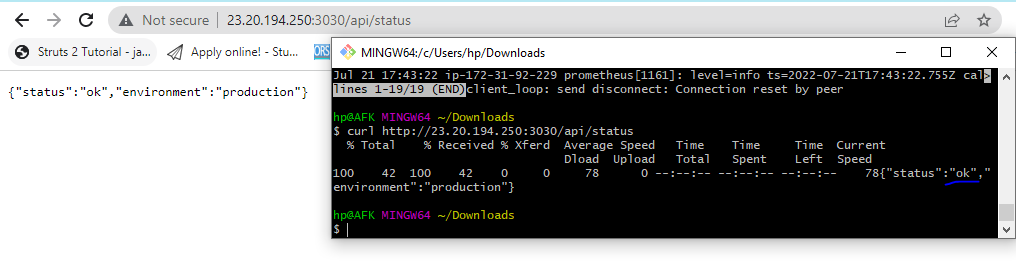 Not secure | 23.20.194.250:3030/api/status
Struts 2 Tutorial - ja...
Apply online! - Stu...
ORS
{"status":"ok","environment":"production"}
MINGW64:/c/Users/hp/Downloads
Jul 21 17:43:22 ip-172-31-92-229 prometheus[1161]: level=info ts=2022-07-21T17:43:22.755Z cal>
lines 1-19/19 (END)client_loop: send disconnect: Connection reset by peer
hp@AFK MINGW64 ~/Downloads
$ curl http://23.20.194.250:3030/api/status
  % Total    % Received % Xferd  Average Speed   Time    Time     Time  Current
                                 Dload  Upload   Total   Spent    Left  Speed
100    42  100    42    0     0     78      0 --:--:-- --:--:-- --:--:--    78{"status":"ok","
environment":"production"}
hp@AFK MINGW64 ~/Downloads
$